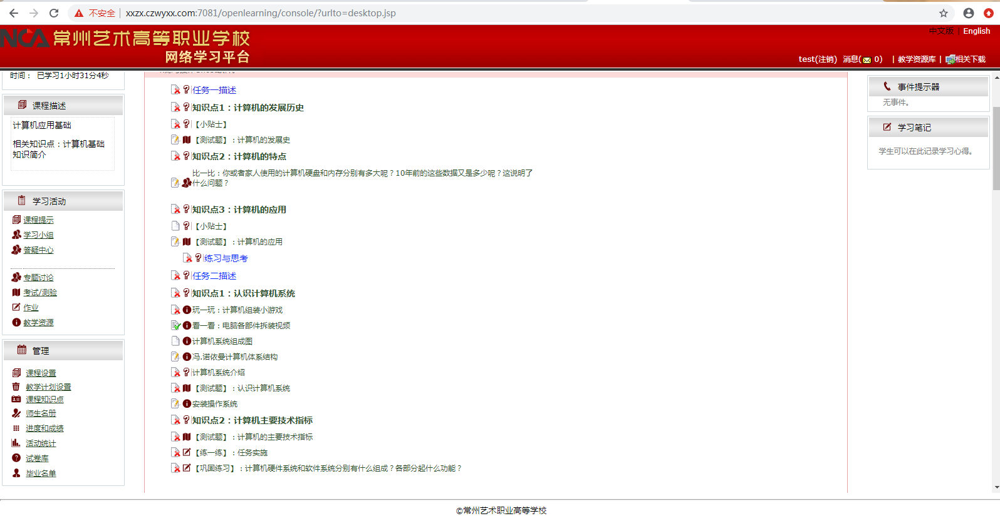 不安全 xxzx.czwyxx.com:7081/openlearning/console/?urlto=desktop.jsp
中文版 | English
NCA 常州艺术高等职业学校
网络学习平台
test(注销) 消息( 0) | 教学资源库 | 相关下载
时间： 已学习1小时31分4秒
课程描述
计算机应用基础
相关知识点：计算机基础
知识简介
学习活动
课程提示
学习小组
答疑中心
专题讨论
考试/测验
作业
教学资源
管理
课程设置
教学计划设置
课程知识点
师生名册
进度和成绩
活动统计
试卷库
毕业名单
任务一描述
知识点1：计算机的发展历史
【小贴士】
【测试题】：计算机的发展史
知识点2：计算机的特点
比一比：你或者家人使用的计算机硬盘和内存分别有多大呢？10年前的这些数据又是多少呢？这说明了
什么问题？
知识点3：计算机的应用
【小贴士】
【测试题】：计算机的应用
练习与思考
任务二描述
知识点1：认识计算机系统
玩一玩：计算机组装小游戏
看一看：电脑各部件拆装视频
计算机系统组成图
冯.诺依曼计算机体系结构
计算机系统介绍
【测试题】：认识计算机系统
安装操作系统
知识点2：计算机主要技术指标
【测试题】：计算机的主要技术指标
【练一练】：任务实施
【巩固练习】：计算机硬件系统和软件系统分别有什么组成？各部分起什么功能？
事件提示器
无事件。
学习笔记
学生可以在此记录学习心得。
©常州艺术职业高等学校